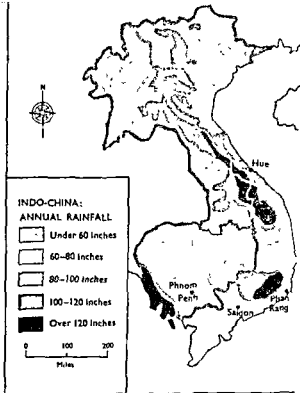 N
Hue
INDO-CHINA:
ANNUAL RAINFALL
Under 60 inches
60–80 inches
80–100 inches
100–120 inches
Over 120 inches
0 100 200
Miles
Phnom
Penh
Saigon
Phan
Rang